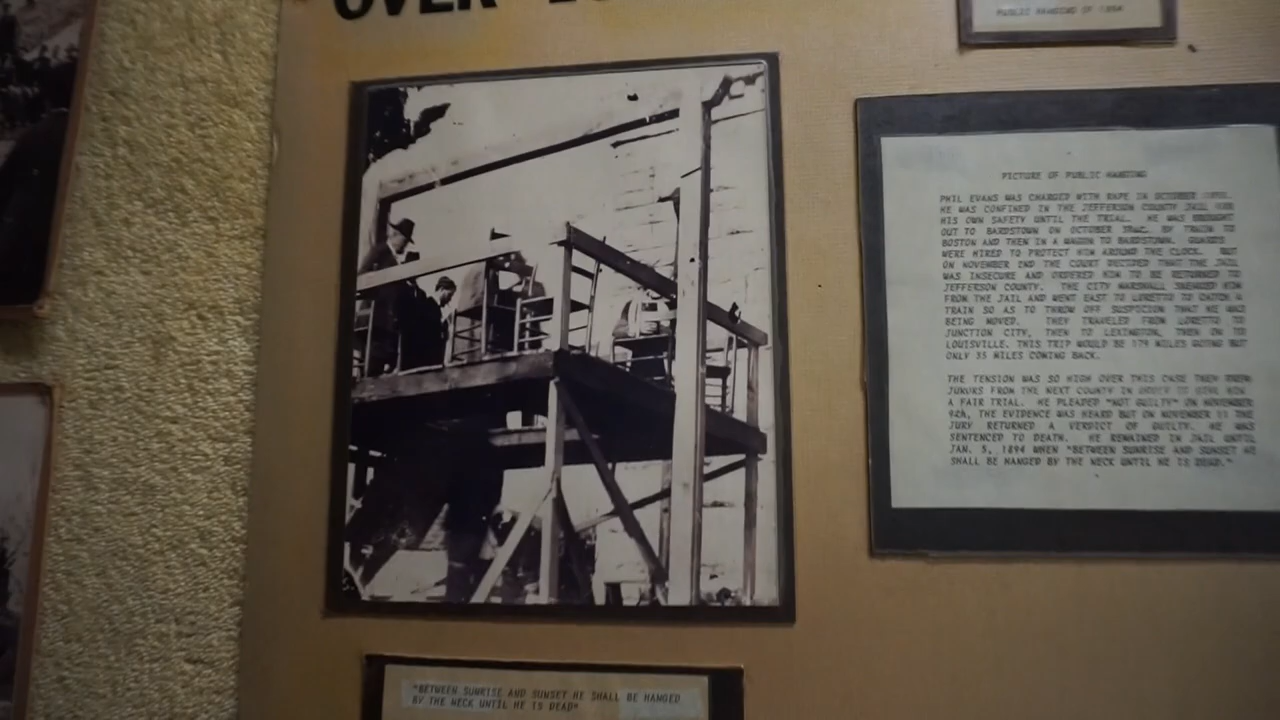 OVER
PUBLIC HANGING OF 1894
PICTURE OF PUBLIC HANGING
PHIL EVANS WAS CHARGED WITH RAPE IN OCTOBER
HE WAS CONFINED IN THE JEFFERSON COUNTY JAIL FOR
HIS OWN SAFETY UNTIL THE TRIAL. HE WAS BROUGHT
OUT TO BARDSTOWN ON OCTOBER BY TRAIN TO
BOSTON AND THEN IN A WAGON TO BARDSTOWN. GUARDS
WERE HIRED TO PROTECT HIM AROUND THE CLOCK. BUT
ON NOVEMBER 2ND THE COURT DECIDED THAT THE JAIL
WAS INSECURE AND ORDERED HIM TO BE RETURNED TO
JEFFERSON COUNTY. THE CITY MARSHALL SNEAKED HIM
FROM THE JAIL AND WENT EAST TO LORETTO TO CATCH A
TRAIN SO AS TO THROW OFF SUSPICION THAT HE WAS
BEING MOVED. THEY TRAVELED FROM LORETTO TO
JUNCTION CITY, THEN TO LEXINGTON, THEN ON TO
LOUISVILLE. THIS TRIP WOULD BE 179 MILES GOING BUT
ONLY 35 MILES COMING BACK.
THE TENSION WAS SO HIGH OVER THIS CASE THEY DREW
JURORS FROM THE NEXT COUNTY IN ORDER TO GIVE HIM
A FAIR TRIAL. HE PLEADED "NOT GUILTY" ON NOVEMBER
9th, THE EVIDENCE WAS HEARD BUT ON NOVEMBER 11 THE
JURY RETURNED A VERDICT OF GUILTY. HE WAS
SENTENCED TO DEATH. HE REMAINED IN JAIL UNTIL
JAN. 5, 1894 WHEN "BETWEEN SUNRISE AND SUNSET HE
SHALL BE HANGED BY THE NECK UNTIL HE IS DEAD."
"BETWEEN SUNRISE AND SUNSET HE SHALL BE HANGED
BY THE NECK UNTIL HE IS DEAD"